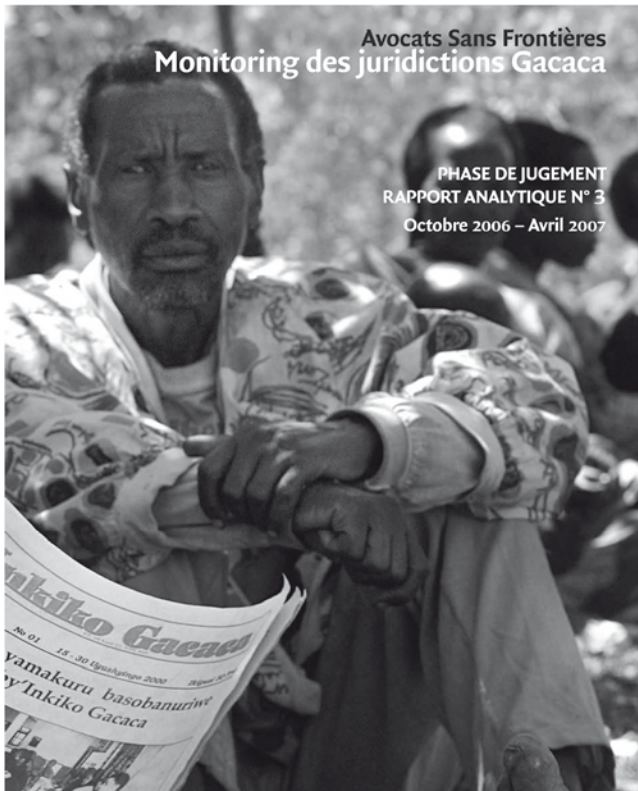 Avocats Sans Frontières
Monitoring des juridictions Gacaca
PHASE DE JUGEMENT
RAPPORT ANALYTIQUE N° 3
Octobre 2006 – Avril 2007
Inkiko Gacaca
No 01
15 - 30 Ugushyingo 2000
yamakuru basobanuriwe
by'Inkiko Gacaca